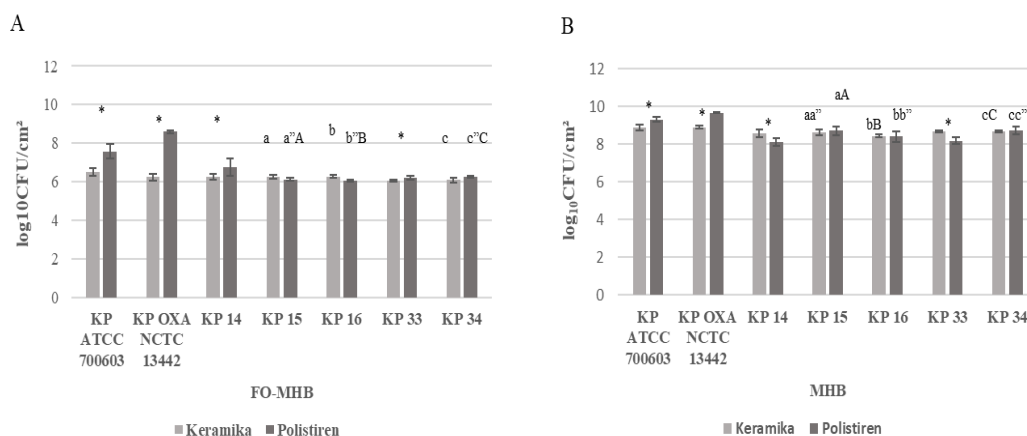 A
log10CFU/cm²
12
10
8
6
4
2
0
* * * a a”A b b”B * c c”C
KP ATCC 700603
KP OXA NCTC 13442
KP 14
KP 15
KP 16
KP 33
KP 34
FO-MHB
Keramika Polistiren
B
log₁₀CFU/cm²
12
10
8
6
4
2
0
* * * aa” aA bB bb” * cC cc”
KP ATCC 700603
KP OXA NCTC 13442
KP 14
KP 15
KP 16
KP 33
KP 34
MHB
Keramika Polistiren